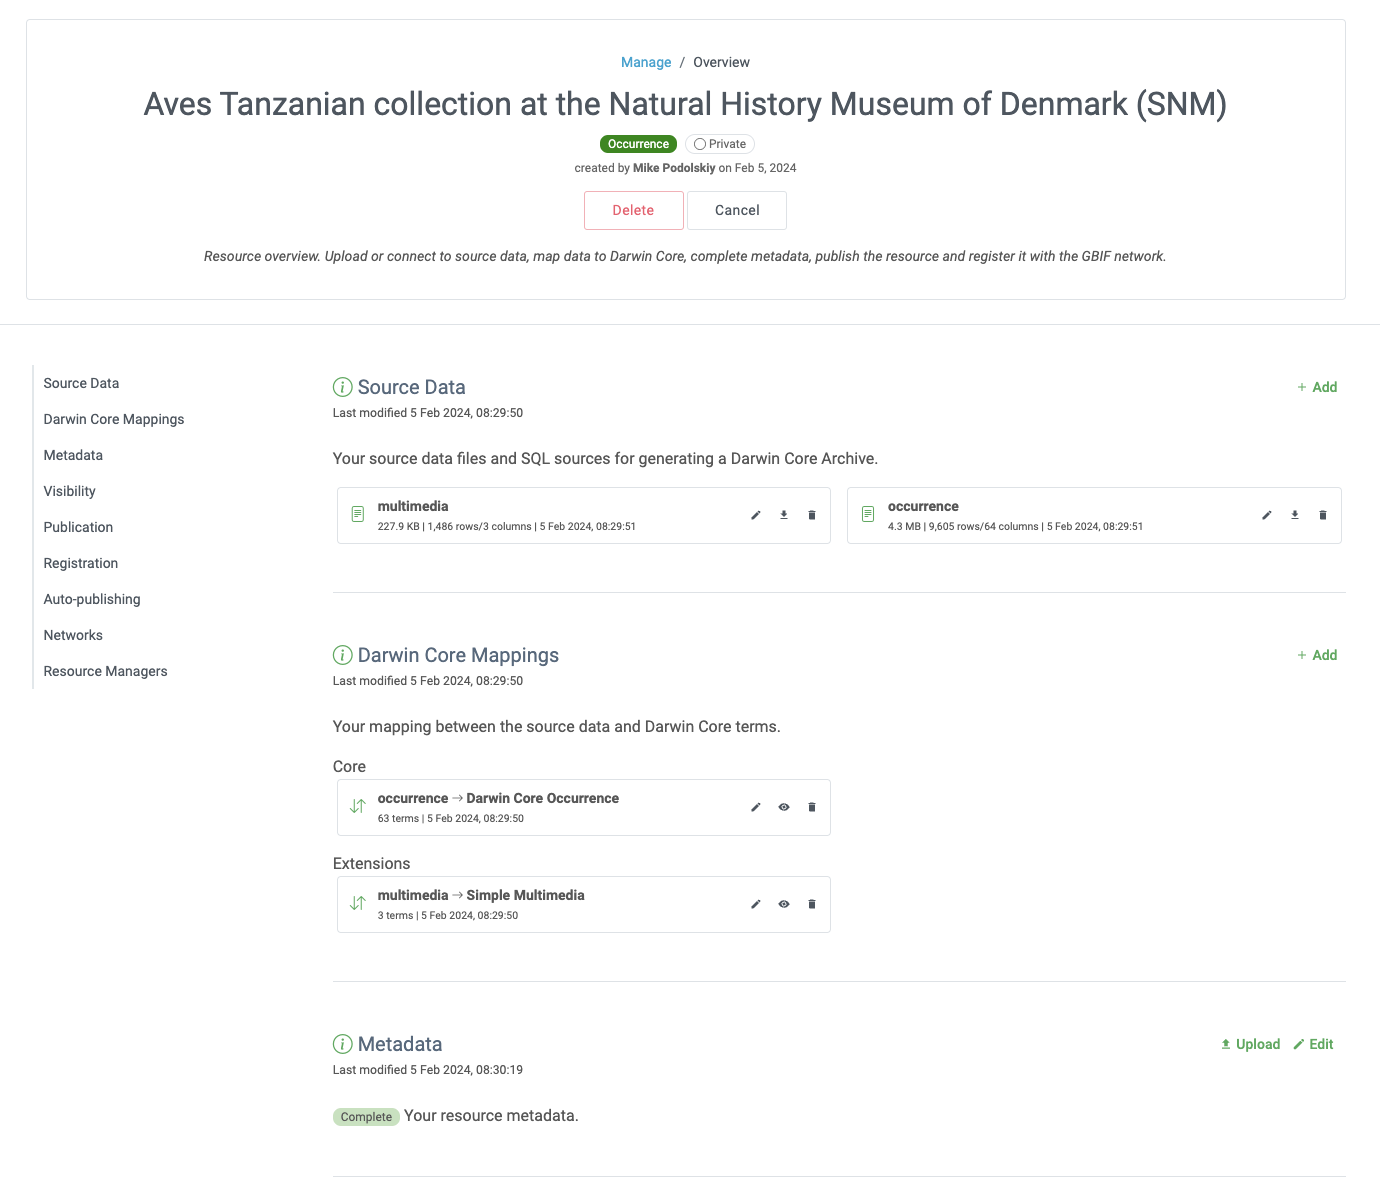 Manage / Overview
Aves Tanzanian collection at the Natural History Museum of Denmark (SNM)
Occurrence Private
created by Mike Podolskiy on Feb 5, 2024
Delete Cancel
Resource overview. Upload or connect to source data, map data to Darwin Core, complete metadata, publish the resource and register it with the GBIF network.
Source Data
Darwin Core Mappings
Metadata
Visibility
Publication
Registration
Auto-publishing
Networks
Resource Managers
Source Data
+ Add
Last modified 5 Feb 2024, 08:29:50
Your source data files and SQL sources for generating a Darwin Core Archive.
multimedia
227.9 KB | 1,486 rows/3 columns | 5 Feb 2024, 08:29:51
occurrence
4.3 MB | 9,605 rows/64 columns | 5 Feb 2024, 08:29:51
Darwin Core Mappings
+ Add
Last modified 5 Feb 2024, 08:29:50
Your mapping between the source data and Darwin Core terms.
Core
occurrence → Darwin Core Occurrence
63 terms | 5 Feb 2024, 08:29:50
Extensions
multimedia → Simple Multimedia
3 terms | 5 Feb 2024, 08:29:50
Metadata
Upload Edit
Last modified 5 Feb 2024, 08:30:19
Complete Your resource metadata.